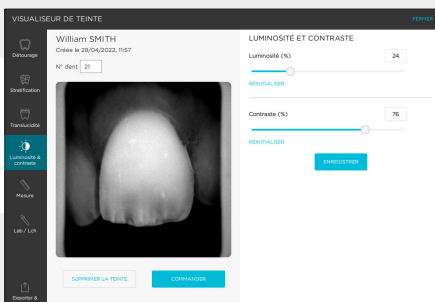 VISUALISEUR DE TEINTE
FERMER
Détourage
Stratification
Translucidité
Luminosité &
contraste
Mesure
Lab / Lch
Exporter &
William SMITH
Créée le 28/04/2022, 11:57
N° dent 21
SUPPRIMER LA TEINTE
COMMANDER
LUMINOSITÉ ET CONTRASTE
Luminosité (%) 24
RÉINITIALISER
Contraste (%) 76
RÉINITIALISER
ENREGISTRER